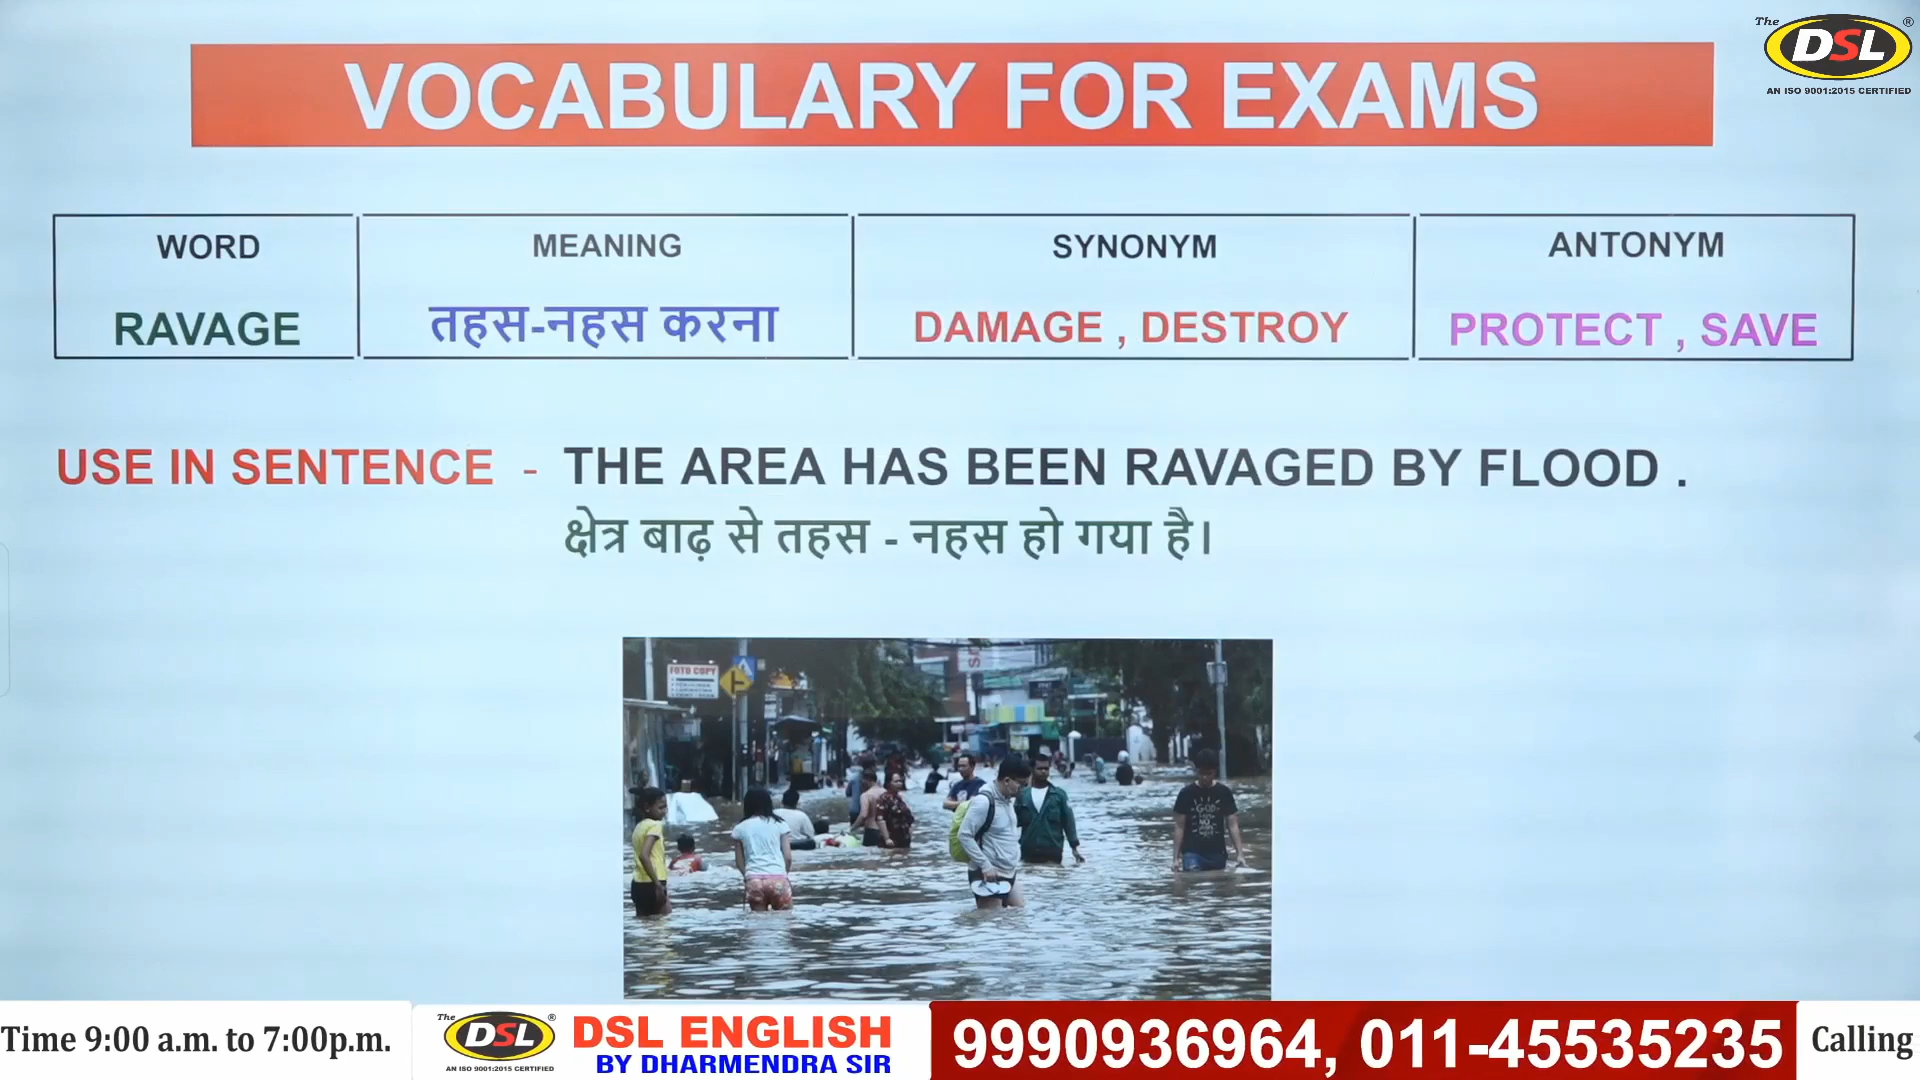 The DSL ®
AN ISO 9001:2015 CERTIFIED
VOCABULARY FOR EXAMS
WORD MEANING SYNONYM ANTONYM
RAVAGE तहस-नहस करना DAMAGE , DESTROY PROTECT , SAVE
USE IN SENTENCE - THE AREA HAS BEEN RAVAGED BY FLOOD .
क्षेत्र बाढ़ से तहस - नहस हो गया है।
FOTO COPY
GOD
NO
Time 9:00 a.m. to 7:00p.m.
The DSL ®
AN ISO 9001:2015 CERTIFIED
DSL ENGLISH
BY DHARMENDRA SIR
9990936964, 011-45535235
Calling